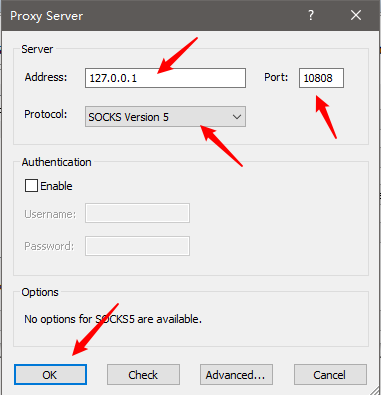 Proxy Server
?
Server
Address: 127.0.0.1 Port: 10808
Protocol: SOCKS Version 5
Authentication
Enable
Username:
Password:
Options
No options for SOCKS5 are available.
OK Check Advanced... Cancel